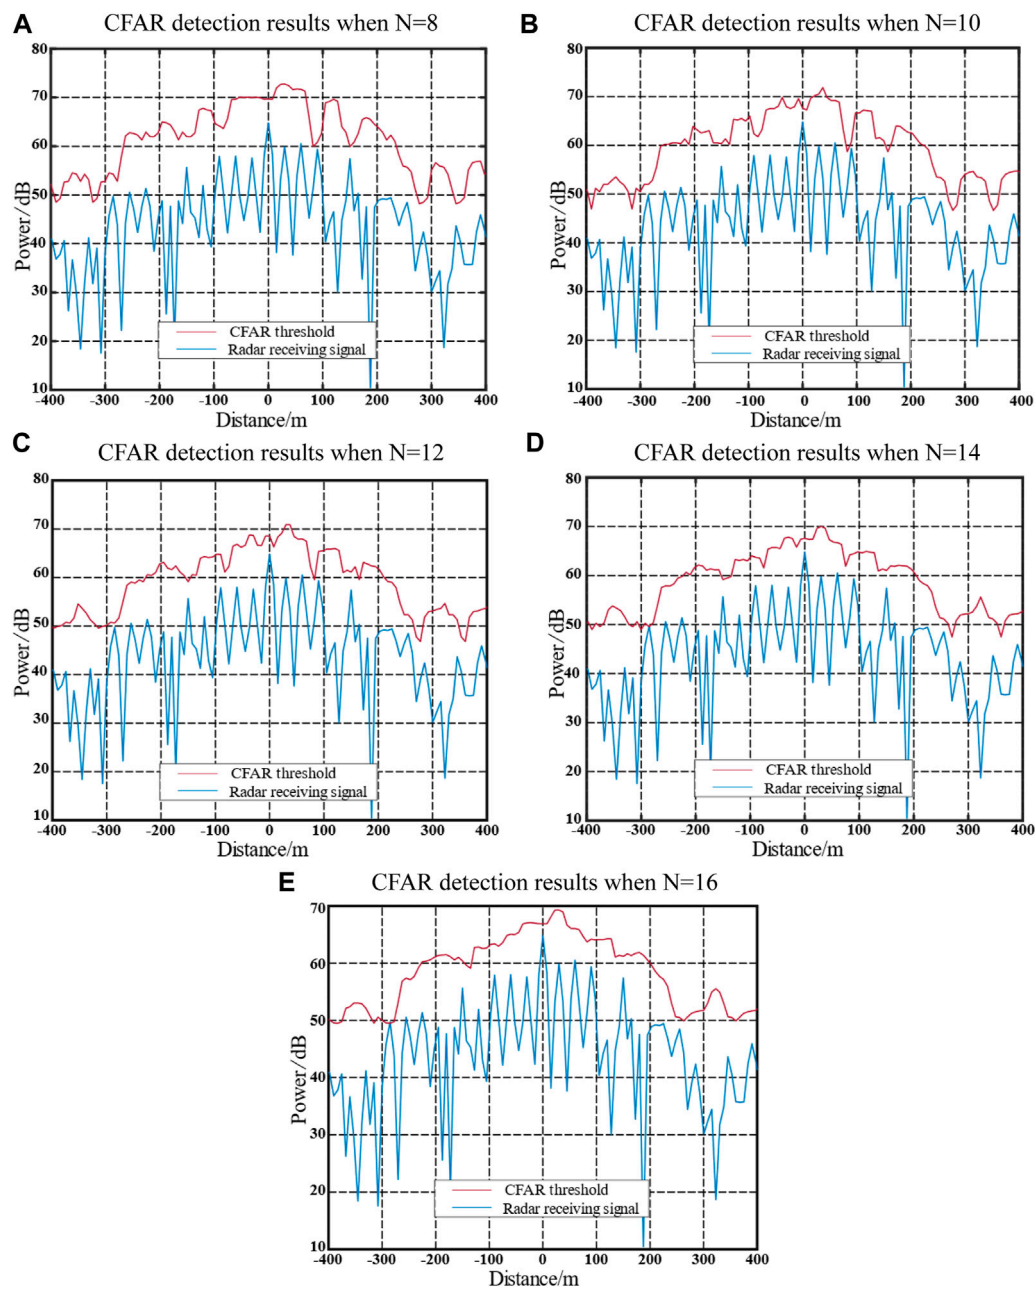 A
CFAR detection results when N=8
80
70
60
50
40
30
20
10
Power/dB
CFAR threshold
Radar receiving signal
-400 -300 -200 -100 0 100 200 300 400
Distance/m
B
CFAR detection results when N=10
80
70
60
50
40
30
20
10
Power/dB
CFAR threshold
Radar receiving signal
-400 -300 -200 -100 0 100 200 300 400
Distance/m
C
CFAR detection results when N=12
80
70
60
50
40
30
20
10
Power/dB
CFAR threshold
Radar receiving signal
-400 -300 -200 -100 0 100 200 300 400
Distance/m
D
CFAR detection results when N=14
80
70
60
50
40
30
20
10
Power/dB
CFAR threshold
Radar receiving signal
-400 -300 -200 -100 0 100 200 300 400
Distance/m
E
CFAR detection results when N=16
70
60
50
40
30
20
10
Power/dB
CFAR threshold
Radar receiving signal
-400 -300 -200 -100 0 100 200 300 400
Distance/m